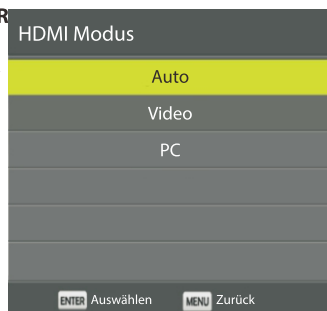 R
HDMI Modus
Auto
Video
PC
ENTER Auswählen MENU Zurück